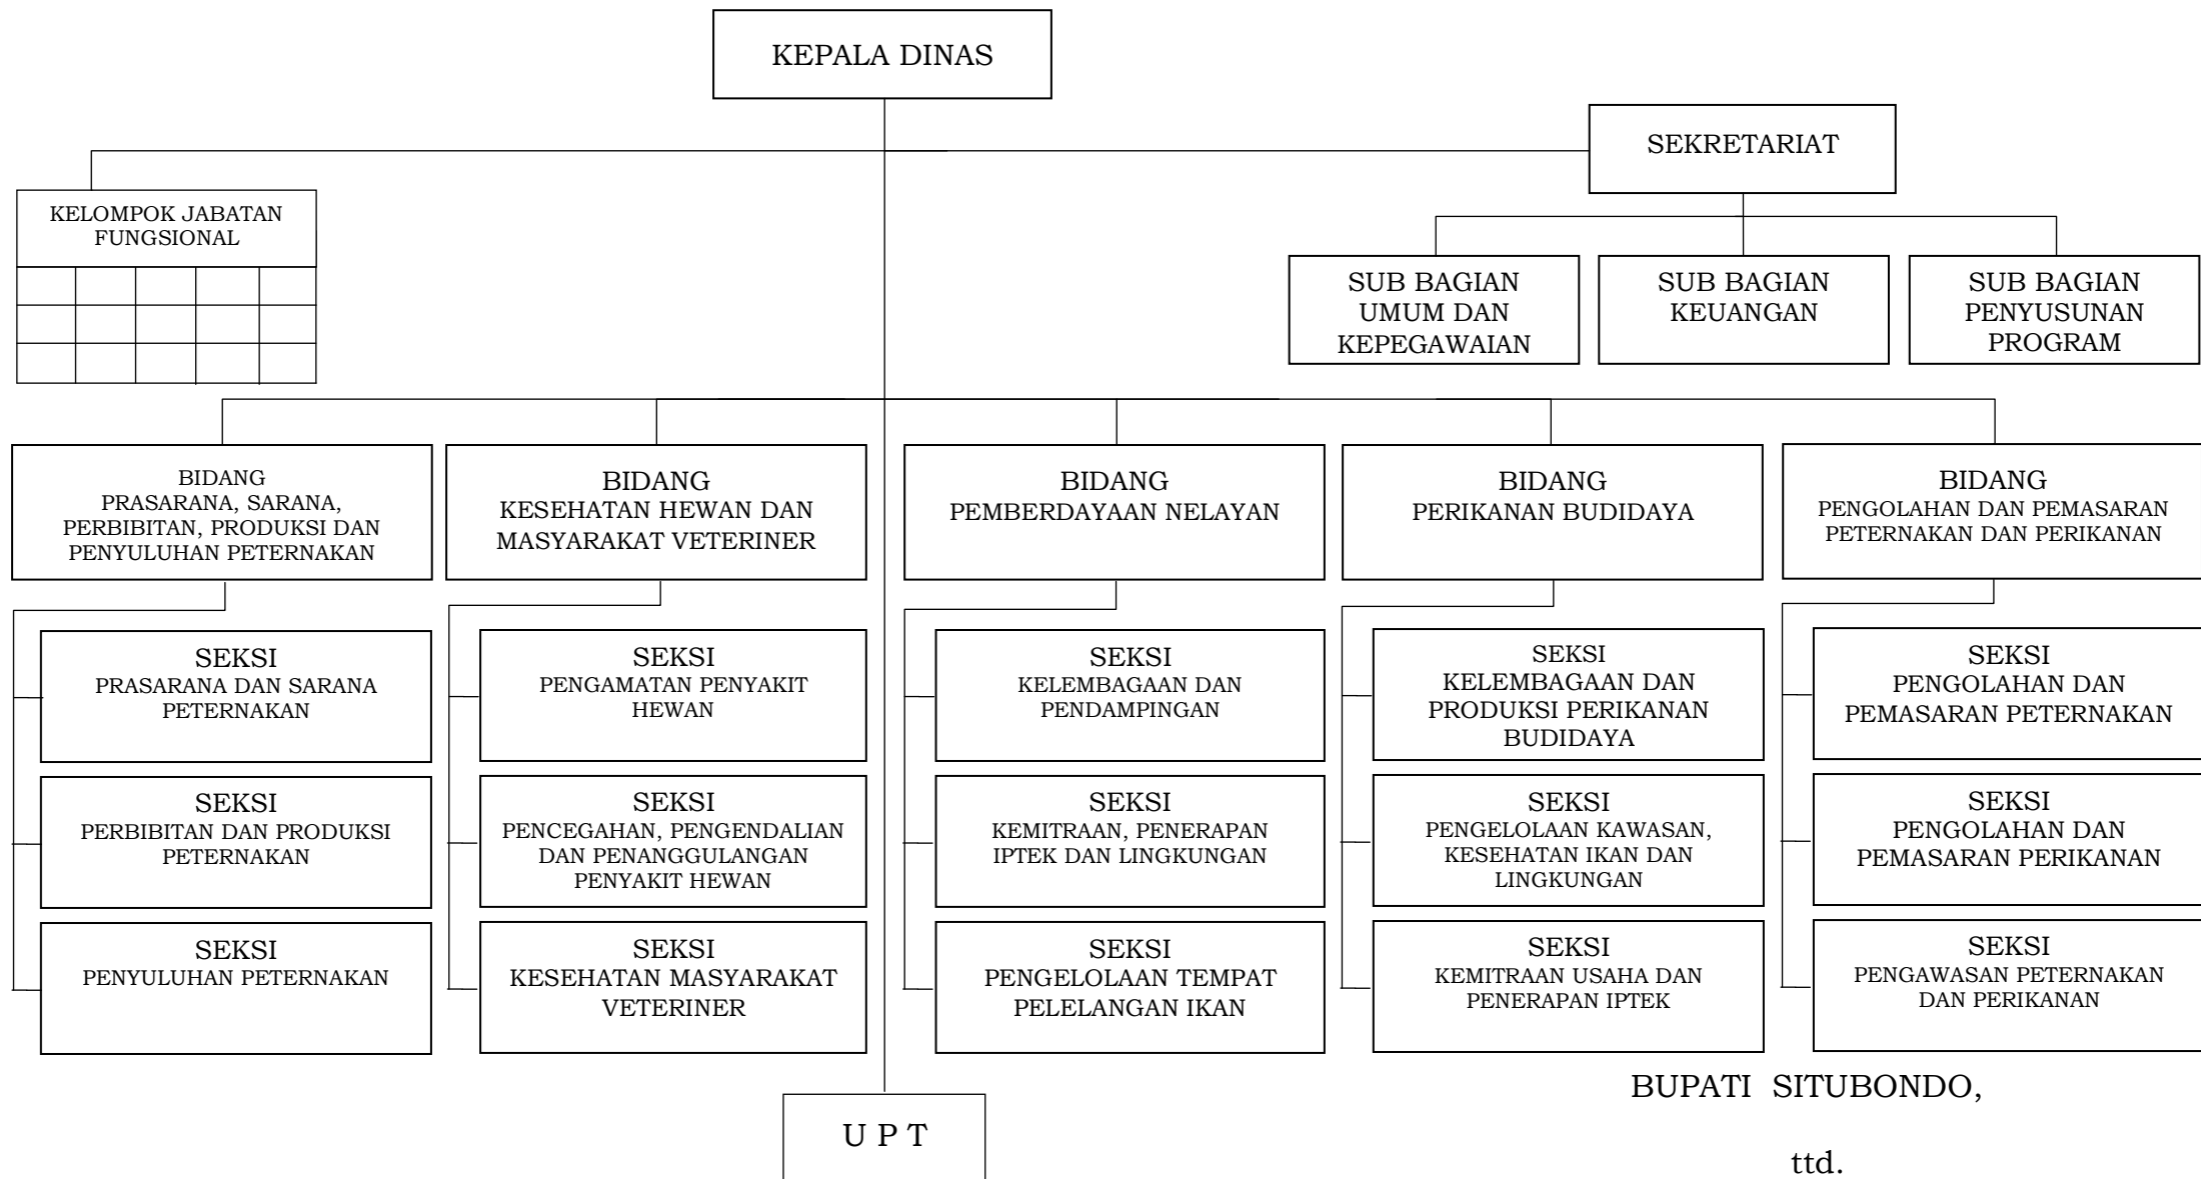 KEPALA DINAS
SEKRETARIAT
KELOMPOK JABATAN
FUNGSIONAL
SUB BAGIAN
UMUM DAN
KEPEGAWAIAN
SUB BAGIAN
KEUANGAN
SUB BAGIAN
PENYUSUNAN
PROGRAM
BIDANG
PRASARANA, SARANA,
PERBIBITAN, PRODUKSI DAN
PENYULUHAN PETERNAKAN
BIDANG
KESEHATAN HEWAN DAN
MASYARAKAT VETERINER
BIDANG
PEMBERDAYAAN NELAYAN
BIDANG
PERIKANAN BUDIDAYA
BIDANG
PENGOLAHAN DAN PEMASARAN
PETERNAKAN DAN PERIKANAN
SEKSI
PRASARANA DAN SARANA
PETERNAKAN
SEKSI
PENGAMATAN PENYAKIT
HEWAN
SEKSI
KELEMBAGAAN DAN
PENDAMPINGAN
SEKSI
KELEMBAGAAN DAN
PRODUKSI PERIKANAN
BUDIDAYA
SEKSI
PENGOLAHAN DAN
PEMASARAN PETERNAKAN
SEKSI
PERBIBITAN DAN PRODUKSI
PETERNAKAN
SEKSI
PENCEGAHAN, PENGENDALIAN
DAN PENANGGULANGAN
PENYAKIT HEWAN
SEKSI
KEMITRAAN, PENERAPAN
IPTEK DAN LINGKUNGAN
SEKSI
PENGELOLAAN KAWASAN,
KESEHATAN IKAN DAN
LINGKUNGAN
SEKSI
PENGOLAHAN DAN
PEMASARAN PERIKANAN
SEKSI
PENYULUHAN PETERNAKAN
SEKSI
KESEHATAN MASYARAKAT
VETERINER
SEKSI
PENGELOLAAN TEMPAT
PELELANGAN IKAN
SEKSI
KEMITRAAN USAHA DAN
PENERAPAN IPTEK
SEKSI
PENGAWASAN PETERNAKAN
DAN PERIKANAN
U P T
BUPATI SITUBONDO,
ttd.